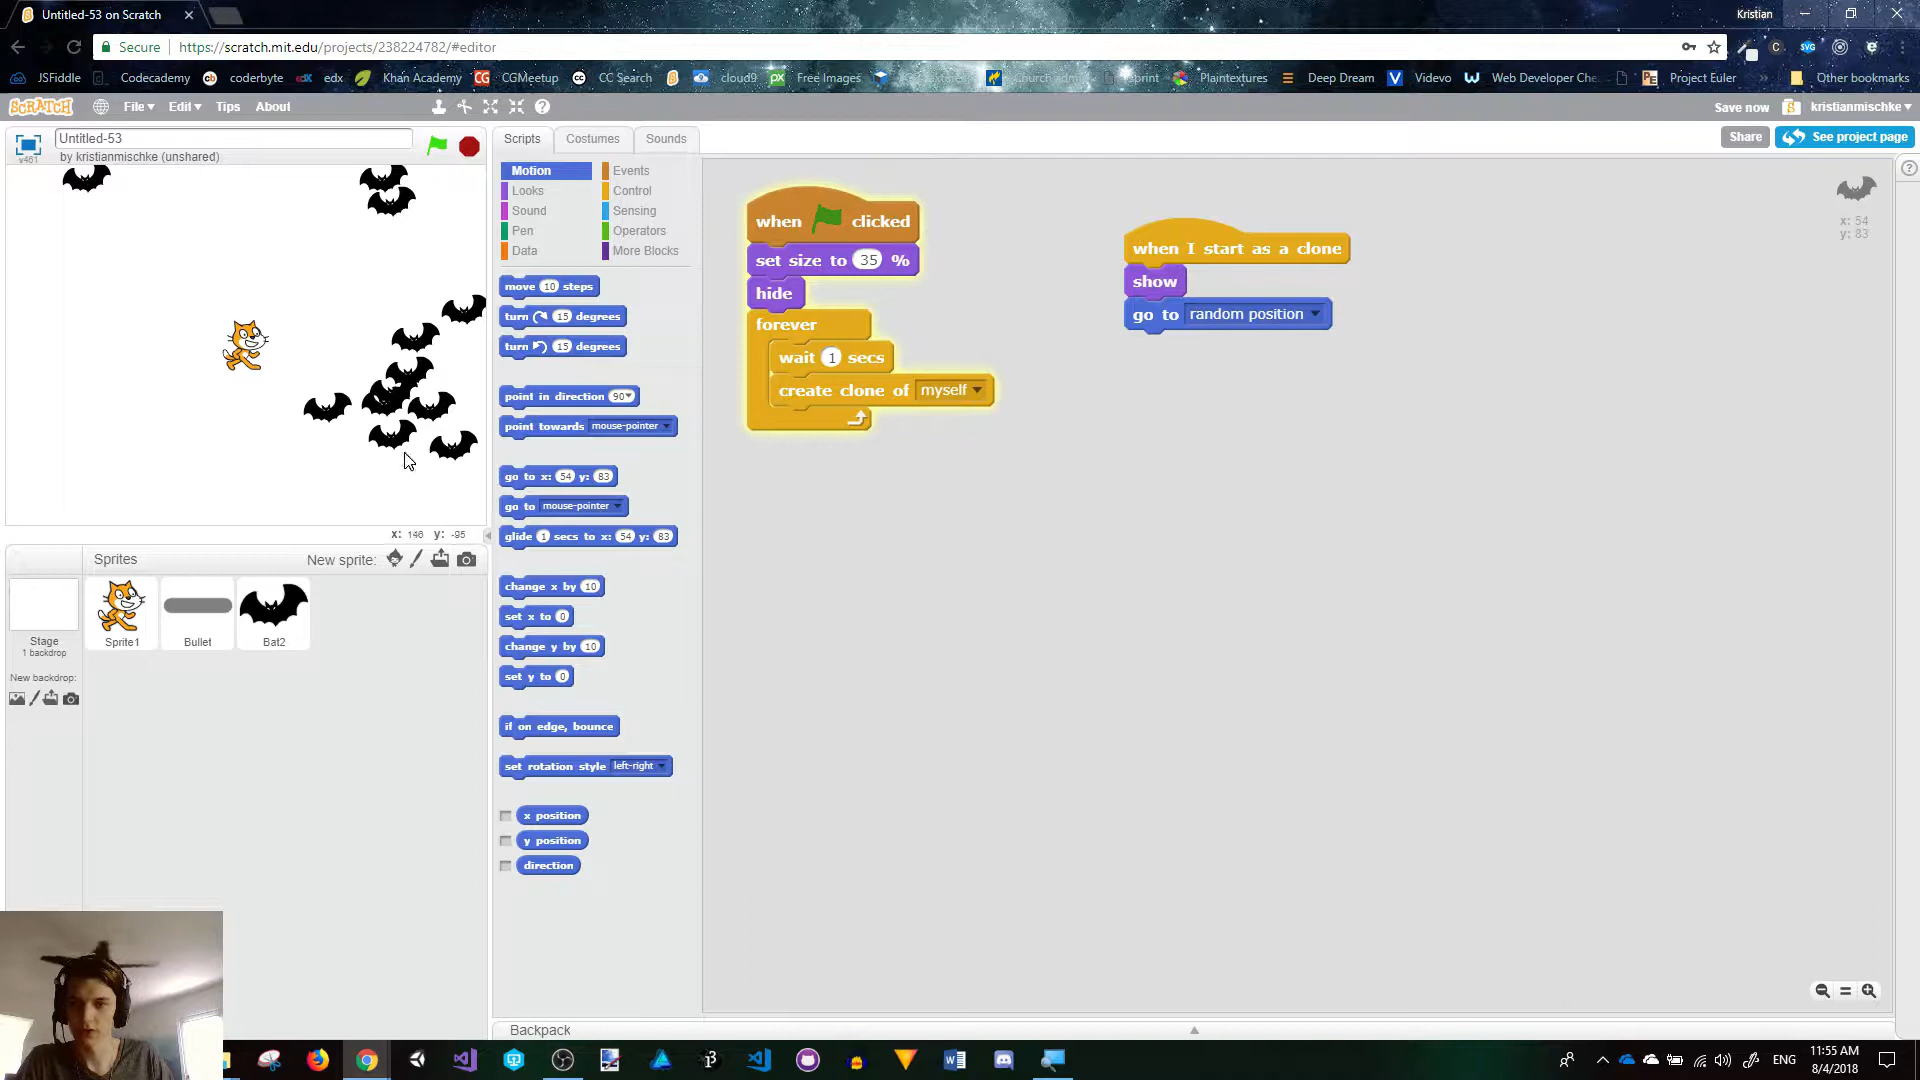 Untitled-53 on Scratch
Kristian
Secure
https://scratch.mit.edu/projects/238224782/#editor
JSFiddle
Codecademy
coderbyte
edx
Khan Academy
CGMeetup
CC Search
cloud9
Free Images
Plaintextures
Deep Dream
Videvo
Web Developer Che
Project Euler
Other bookmarks
SCRATCH
File
Edit
Tips
About
Save now
kristianmischke
Untitled-53
by kristianmischke (unshared)
v461
Scripts
Costumes
Sounds
Share
See project page
Motion
Looks
Sound
Pen
Data
Events
Control
Sensing
Operators
More Blocks
move 10 steps
turn 15 degrees
turn 15 degrees
point in direction 90
point towards mouse-pointer
go to x: 54 y: 83
go to mouse-pointer
glide 1 secs to x: 54 y: 83
change x by 10
set x to 0
change y by 10
set y to 0
if on edge, bounce
set rotation style left-right
x position
y position
direction
when clicked
set size to 35 %
hide
forever
wait 1 secs
create clone of myself
when I start as a clone
show
go to random position
x: 54
y: 83
x: 146 y: -95
Sprites
New sprite:
Stage
1 backdrop
New backdrop:
Sprite1
Bullet
Bat2
Backpack
ENG
11:55 AM
8/4/2018